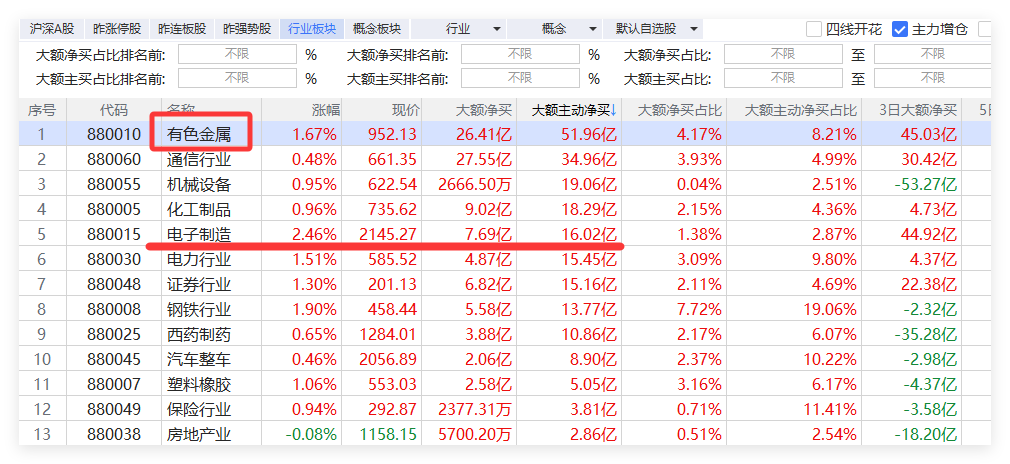 沪深A股 昨涨停股 昨连板股 昨强势股 行业板块 概念板块 行业 概念 默认自选股 四线开花 主力增仓
大额净买占比排名前: 不限 % 大额净买排名前: 不限 % 大额净买占比: 不限 至 不限
大额主买占比排名前: 不限 % 大额主买排名前: 不限 % 大额主买占比: 不限 至 不限
序号 代码 名称 涨幅 现价 大额净买 大额主动净买↓ 大额净买占比 大额主动净买占比 3日大额净买 5日
1 880010 有色金属 1.67% 952.13 26.41亿 51.96亿 4.17% 8.21% 45.03亿
2 880060 通信行业 0.48% 661.35 27.55亿 34.96亿 3.93% 4.99% 30.42亿
3 880055 机械设备 0.95% 622.54 2666.50万 19.06亿 0.04% 2.51% -53.27亿
4 880005 化工制品 0.96% 735.62 9.02亿 18.29亿 2.15% 4.36% 4.73亿
5 880015 电子制造 2.46% 2145.27 7.69亿 16.02亿 1.38% 2.87% 44.92亿
6 880030 电力行业 1.51% 585.52 4.87亿 15.45亿 3.09% 9.80% 4.37亿
7 880048 证券行业 1.30% 201.13 6.82亿 15.16亿 2.11% 4.69% 22.38亿
8 880008 钢铁行业 1.90% 458.44 5.58亿 13.77亿 7.72% 19.06% -2.32亿
9 880025 西药制药 0.65% 1284.01 3.88亿 10.86亿 2.17% 6.07% -35.28亿
10 880045 汽车整车 0.46% 2056.89 2.06亿 8.90亿 2.37% 10.22% -2.98亿
11 880007 塑料橡胶 1.06% 553.03 2.58亿 5.05亿 3.16% 6.17% -4.37亿
12 880049 保险行业 0.94% 292.87 2377.31万 3.81亿 0.71% 11.41% -3.58亿
13 880038 房地产业 -0.08% 1158.15 5700.20万 2.86亿 0.51% 2.54% -18.20亿